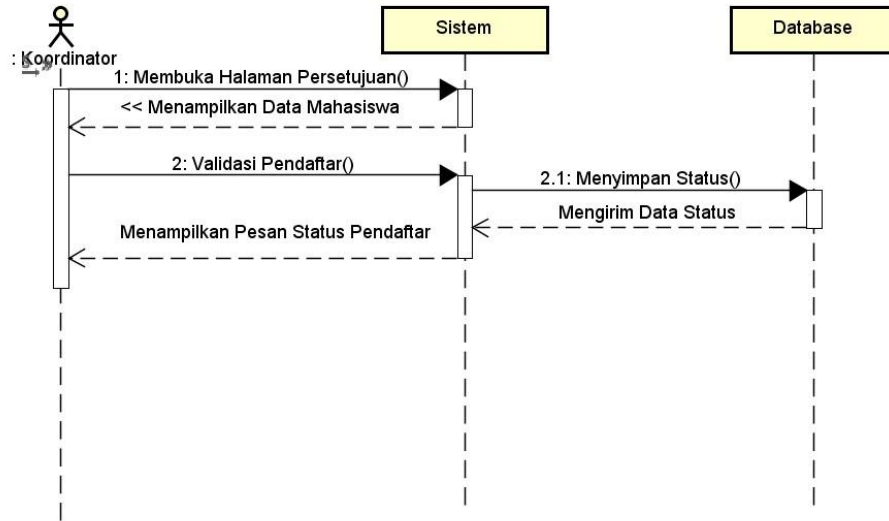 Sistem
Database
: Koordinator
1: Membuka Halaman Persetujuan()
<< Menampilkan Data Mahasiswa
2: Validasi Pendaftar()
2.1: Menyimpan Status()
Mengirim Data Status
Menampilkan Pesan Status Pendaftar